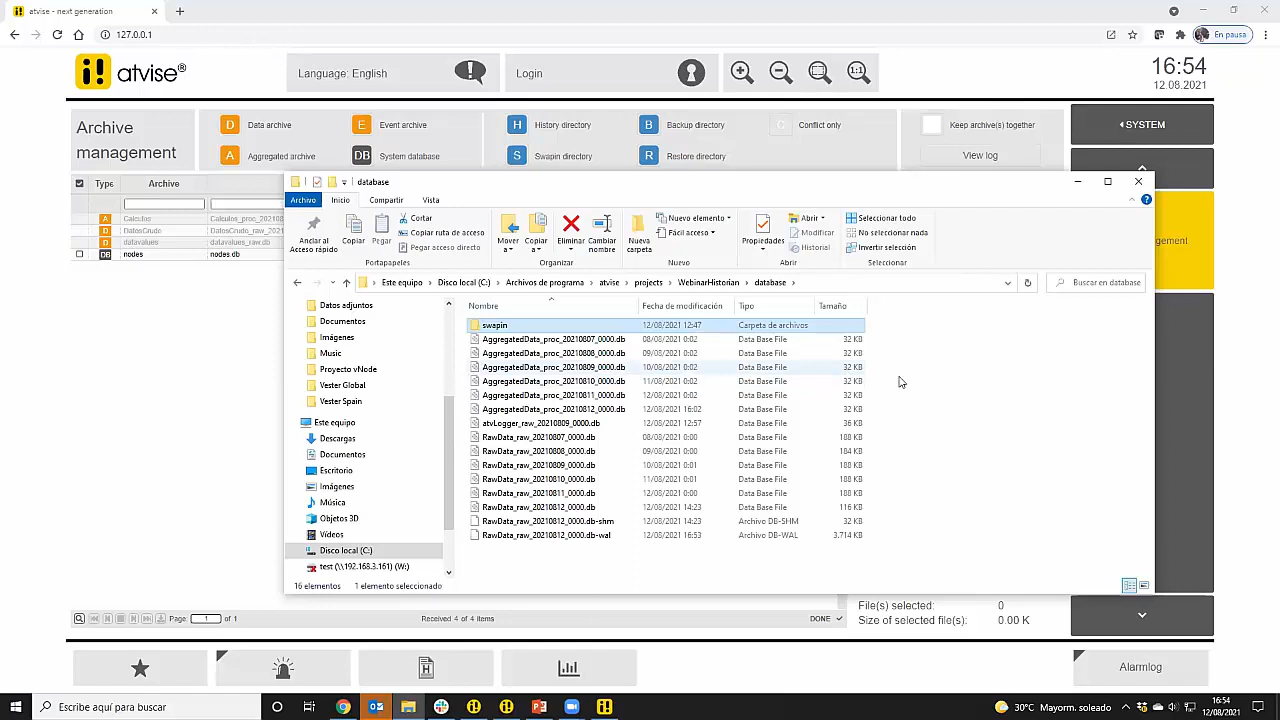 atvise - next generation
127.0.0.1
En pausa
atvise®
Language: English
Login
1:1
16:54
12.08.2021
Archive
management
D Data archive
E Event archive
H History directory
B Backup directory
C Conflict only
Keep archive(s) together
A Aggregated archive
DB System database
S Swapin directory
R Restore directory
View log
SYSTEM
Type Archive
A Calculos Calculos_proc_20210
D DatosCrudo DatosCrudo_raw_2021
D datavalues datavalues_raw.db
DB nodes nodes.db
database
Archivo Inicio Compartir Vista
Anclar al
Acceso rápido
Copiar
Pegar
Cortar
Copiar ruta de acceso
Pegar acceso directo
Portapapeles
Mover
a
Copiar
a
Eliminar
Cambiar
nombre
Organizar
Nueva
carpeta
Nuevo elemento
Fácil acceso
Nuevo
Propiedades
Abrir
Modificar
Historial
Abrir
Seleccionar todo
No seleccionar nada
Invertir selección
Seleccionar
Este equipo > Disco local (C:) > Archivos de programa > atvise > projects > WebinarHistorian > database >
Buscar en database
Datos adjuntos
Documentos
Imágenes
Music
Proyecto vNode
Vester Global
Vester Spain
Este equipo
Descargas
Documentos
Escritorio
Imágenes
Música
Objetos 3D
Vídeos
Disco local (C:)
test (\\192.168.3.161) (W:)
Nombre Fecha de modificación Tipo Tamaño
swapin 12/08/2021 12:47 Carpeta de archivos
AggregatedData_proc_20210807_0000.db 08/08/2021 0:02 Data Base File 32 KB
AggregatedData_proc_20210808_0000.db 09/08/2021 0:02 Data Base File 32 KB
AggregatedData_proc_20210809_0000.db 10/08/2021 0:02 Data Base File 32 KB
AggregatedData_proc_20210810_0000.db 11/08/2021 0:02 Data Base File 32 KB
AggregatedData_proc_20210811_0000.db 12/08/2021 0:02 Data Base File 32 KB
AggregatedData_proc_20210812_0000.db 12/08/2021 16:02 Data Base File 32 KB
atvLogger_raw_20210809_0000.db 12/08/2021 12:57 Data Base File 36 KB
RawData_raw_20210807_0000.db 08/08/2021 0:00 Data Base File 188 KB
RawData_raw_20210808_0000.db 09/08/2021 0:00 Data Base File 184 KB
RawData_raw_20210809_0000.db 10/08/2021 0:01 Data Base File 188 KB
RawData_raw_20210810_0000.db 11/08/2021 0:01 Data Base File 188 KB
RawData_raw_20210811_0000.db 12/08/2021 0:00 Data Base File 188 KB
RawData_raw_20210812_0000.db 12/08/2021 14:23 Data Base File 116 KB
RawData_raw_20210812_0000.db-shm 12/08/2021 14:23 Archivo DB-SHM 32 KB
RawData_raw_20210812_0000.db-wal 12/08/2021 16:53 Archivo DB-WAL 3.714 KB
16 elementos 1 elemento seleccionado
gement
Page: 1 of 1
Received 4 of 4 items
DONE
File(s) selected: 0
Size of selected file(s): 0.00 K
Alarmlog
Escribe aquí para buscar
30°C Mayorm. soleado
16:54
12/08/2021